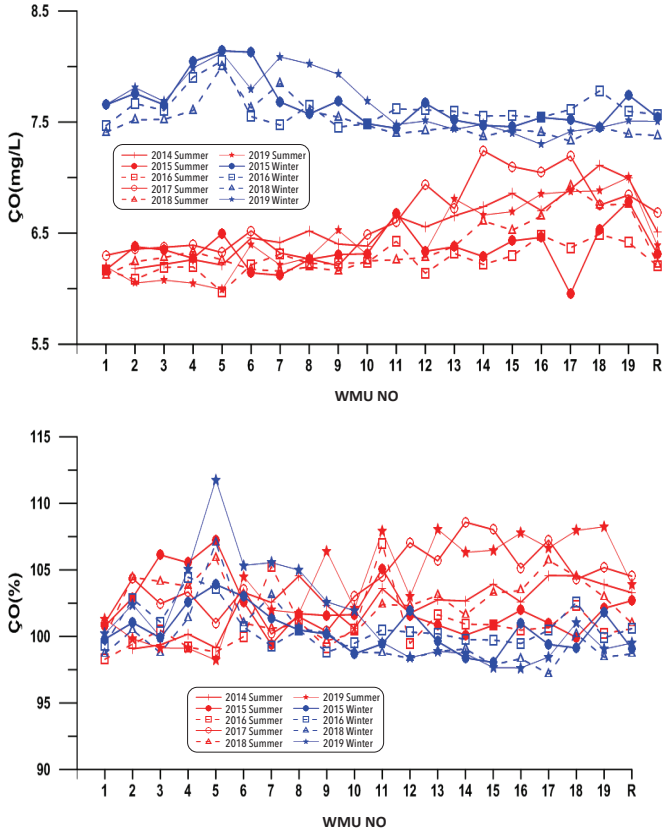 8.5
7.5
6.5
5.5
ÇO(mg/L)
2014 Summer
2015 Summer
2016 Summer
2017 Summer
2018 Summer
2019 Summer
2015 Winter
2016 Winter
2018 Winter
2019 Winter
1 2 3 4 5 6 7 8 9 10 11 12 13 14 15 16 17 18 19 R
WMU NO
115
110
105
100
95
90
ÇO(%)
2014 Summer
2015 Summer
2016 Summer
2017 Summer
2018 Summer
2019 Summer
2015 Winter
2016 Winter
2018 Winter
2019 Winter
1 2 3 4 5 6 7 8 9 10 11 12 13 14 15 16 17 18 19 R
WMU NO